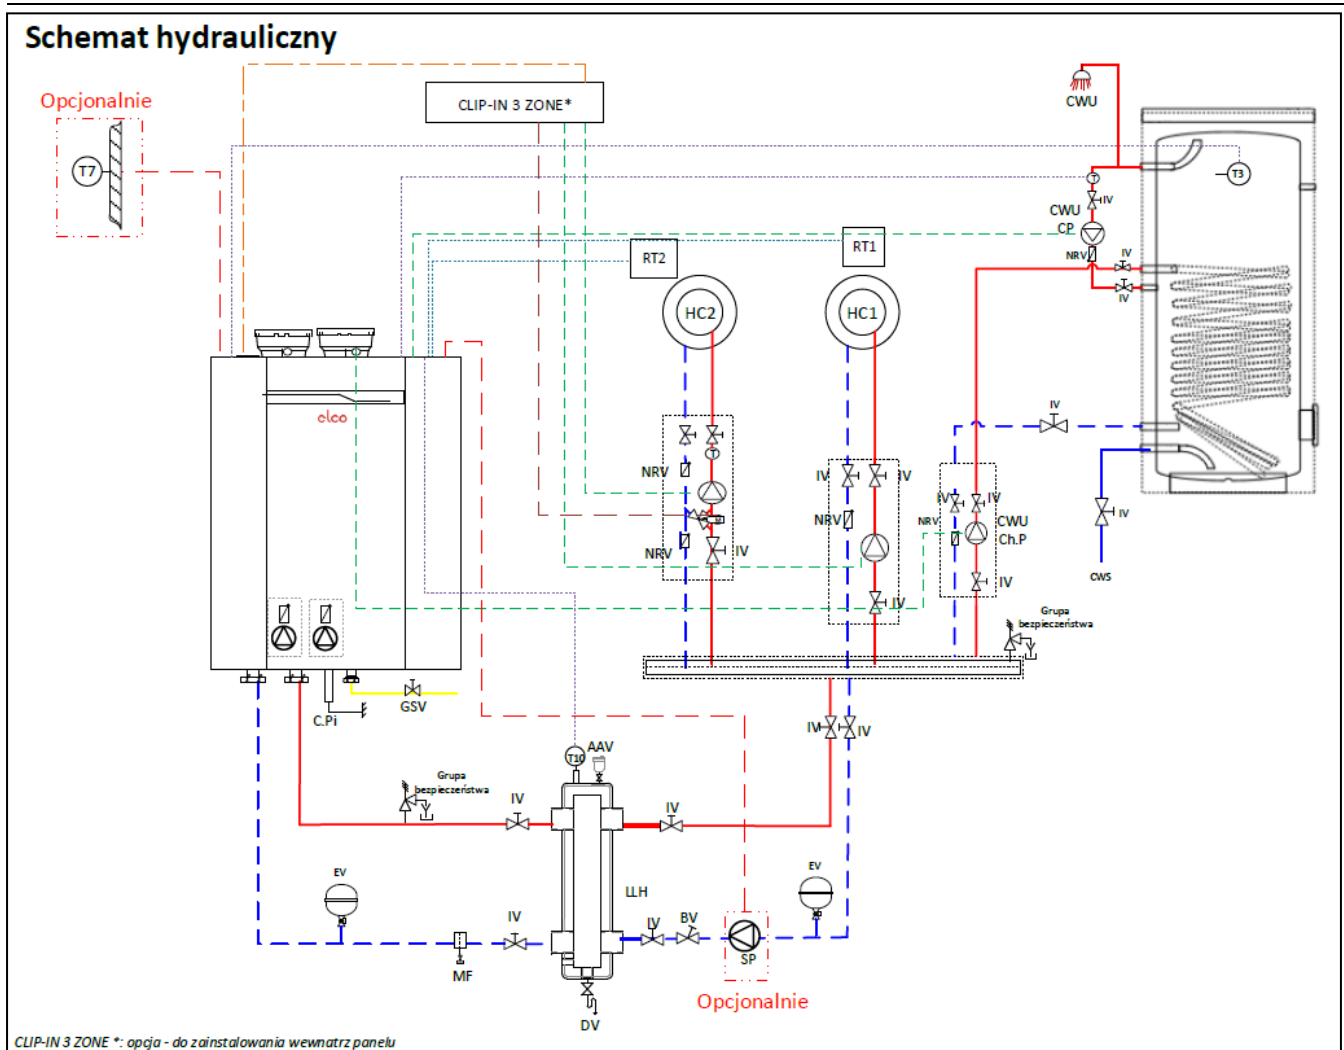 Schemat hydrauliczny
Opcjonalnie
T7
CLIP-IN 3 ZONE*
CWU
T3
T
IV
CWU
CP
NRV
IV
IV
RT2
RT1
HC2
HC1
elco
IV
NRV
T
M
NRV
IV
IV
IV
NRV
IV
IV
IV
NRV
CWU
Ch.P
IV
IV
CWS
Grupa
bezpieczeństwa
C.Pi
GSV
IV
IV
T10
AAV
Grupa
bezpieczeństwa
IV
IV
EV
LLH
EV
IV
IV
BV
MF
SP
Opcjonalnie
DV
CLIP-IN 3 ZONE *: opcja - do zainstalowania wewnatrz panelu